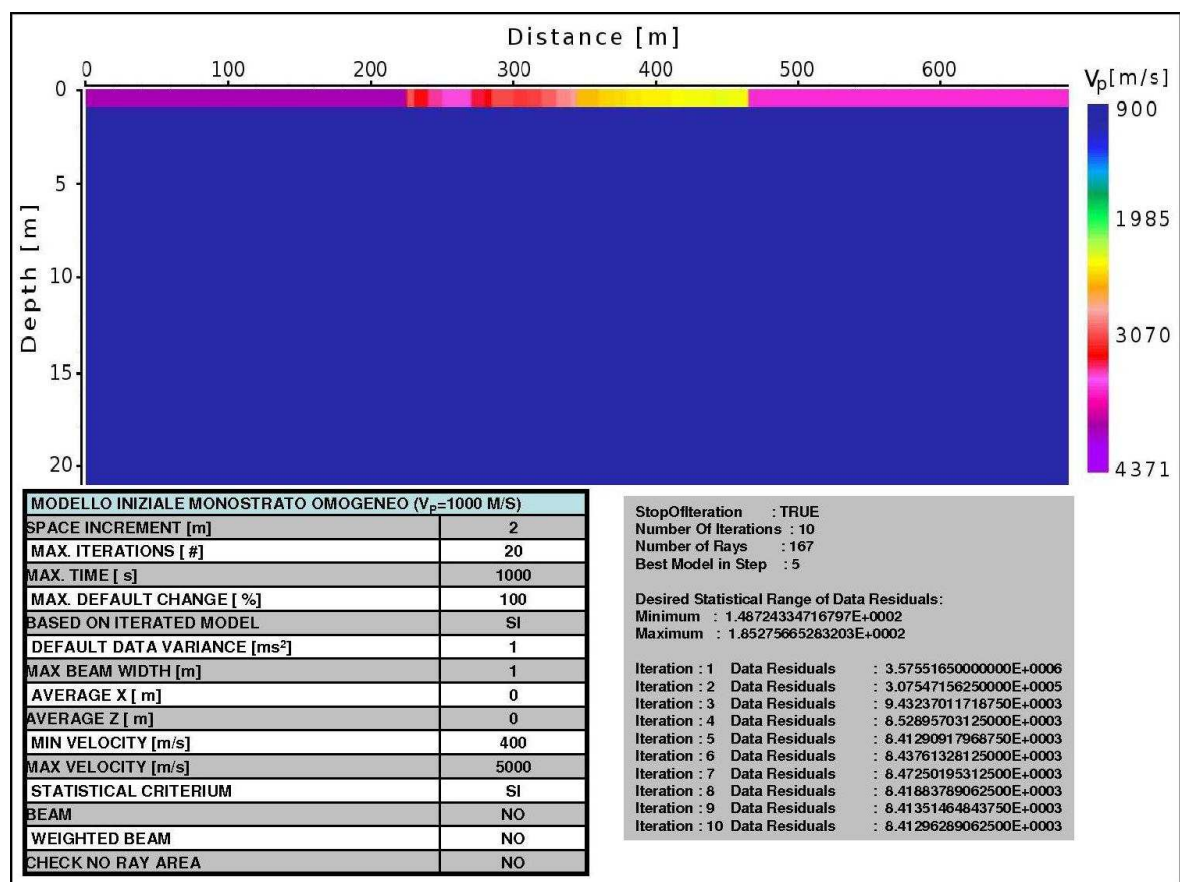 Distance [m]
0 100 200 300 400 500 600
Vp[m/s]
0
5
10
15
20
Depth [m]
900
1985
3070
4371
MODELLO INIZIALE MONOSTRATO OMOGENEO (VP=1000 M/S)
SPACE INCREMENT [m] 2
MAX. ITERATIONS [ #] 20
MAX. TIME [ s] 1000
MAX. DEFAULT CHANGE [ %] 100
BASED ON ITERATED MODEL SI
DEFAULT DATA VARIANCE [ms²] 1
MAX BEAM WIDTH [m] 1
AVERAGE X [ m] 0
AVERAGE Z [ m] 0
MIN VELOCITY [m/s] 400
MAX VELOCITY [m/s] 5000
STATISTICAL CRITERIUM SI
BEAM NO
WEIGHTED BEAM NO
CHECK NO RAY AREA NO
StopOfIteration : TRUE
Number Of Iterations : 10
Number of Rays : 167
Best Model in Step : 5
Desired Statistical Range of Data Residuals:
Minimum : 1.48724334716797E+0002
Maximum : 1.85275665283203E+0002
Iteration : 1 Data Residuals : 3.57551650000000E+0006
Iteration : 2 Data Residuals : 3.07547156250000E+0005
Iteration : 3 Data Residuals : 9.43237011718750E+0003
Iteration : 4 Data Residuals : 8.52895703125000E+0003
Iteration : 5 Data Residuals : 8.41290917968750E+0003
Iteration : 6 Data Residuals : 8.43761328125000E+0003
Iteration : 7 Data Residuals : 8.47250195312500E+0003
Iteration : 8 Data Residuals : 8.41883789062500E+0003
Iteration : 9 Data Residuals : 8.41351464843750E+0003
Iteration : 10 Data Residuals : 8.41296289062500E+0003